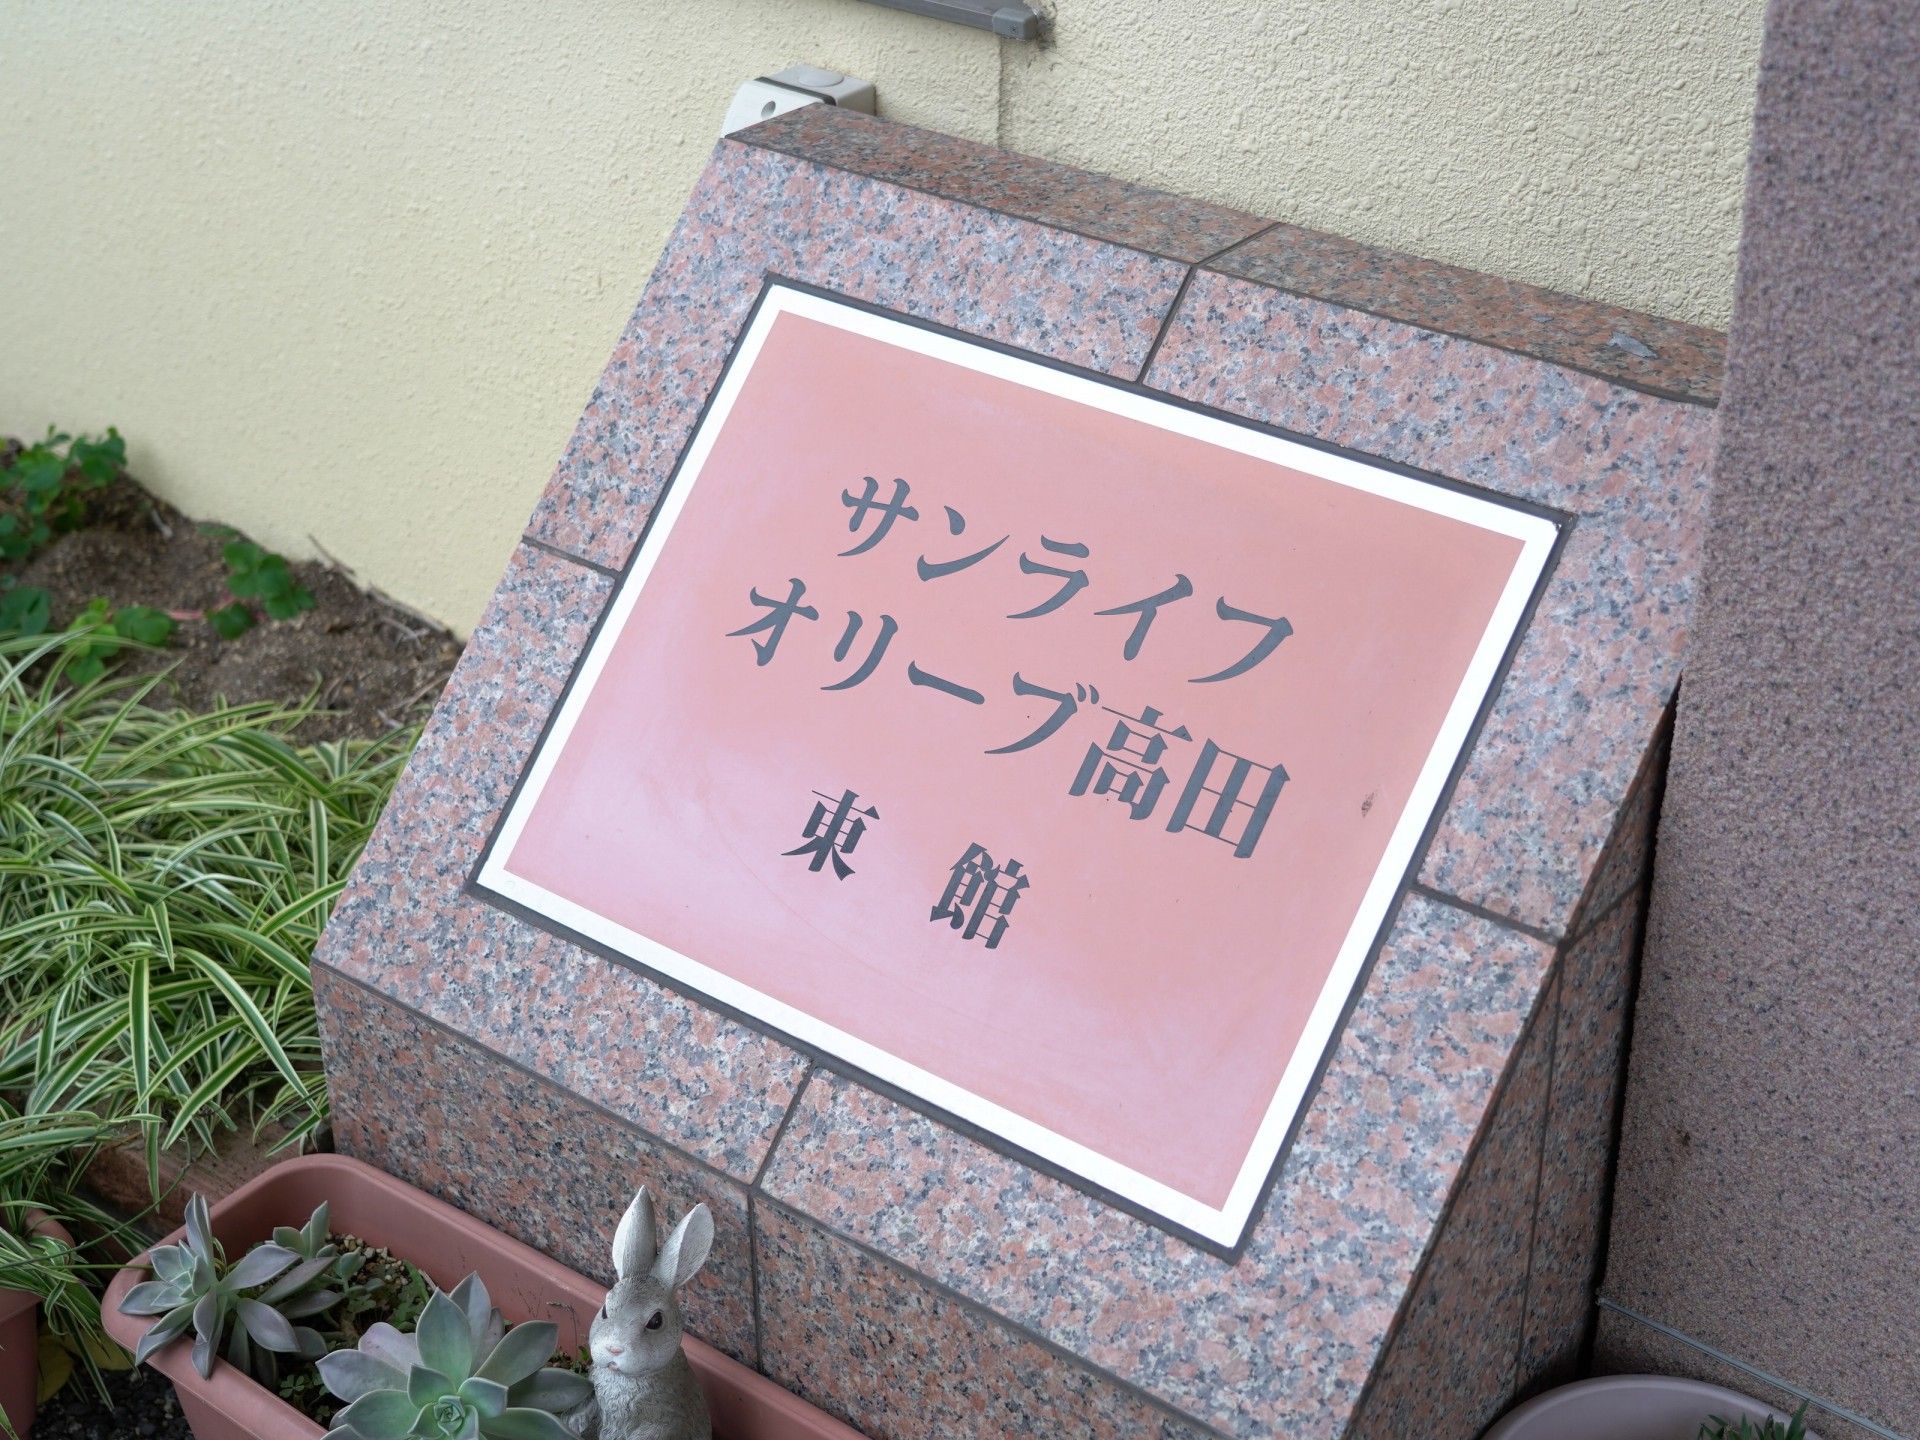 サンライフ
オリーブ高田
東　館